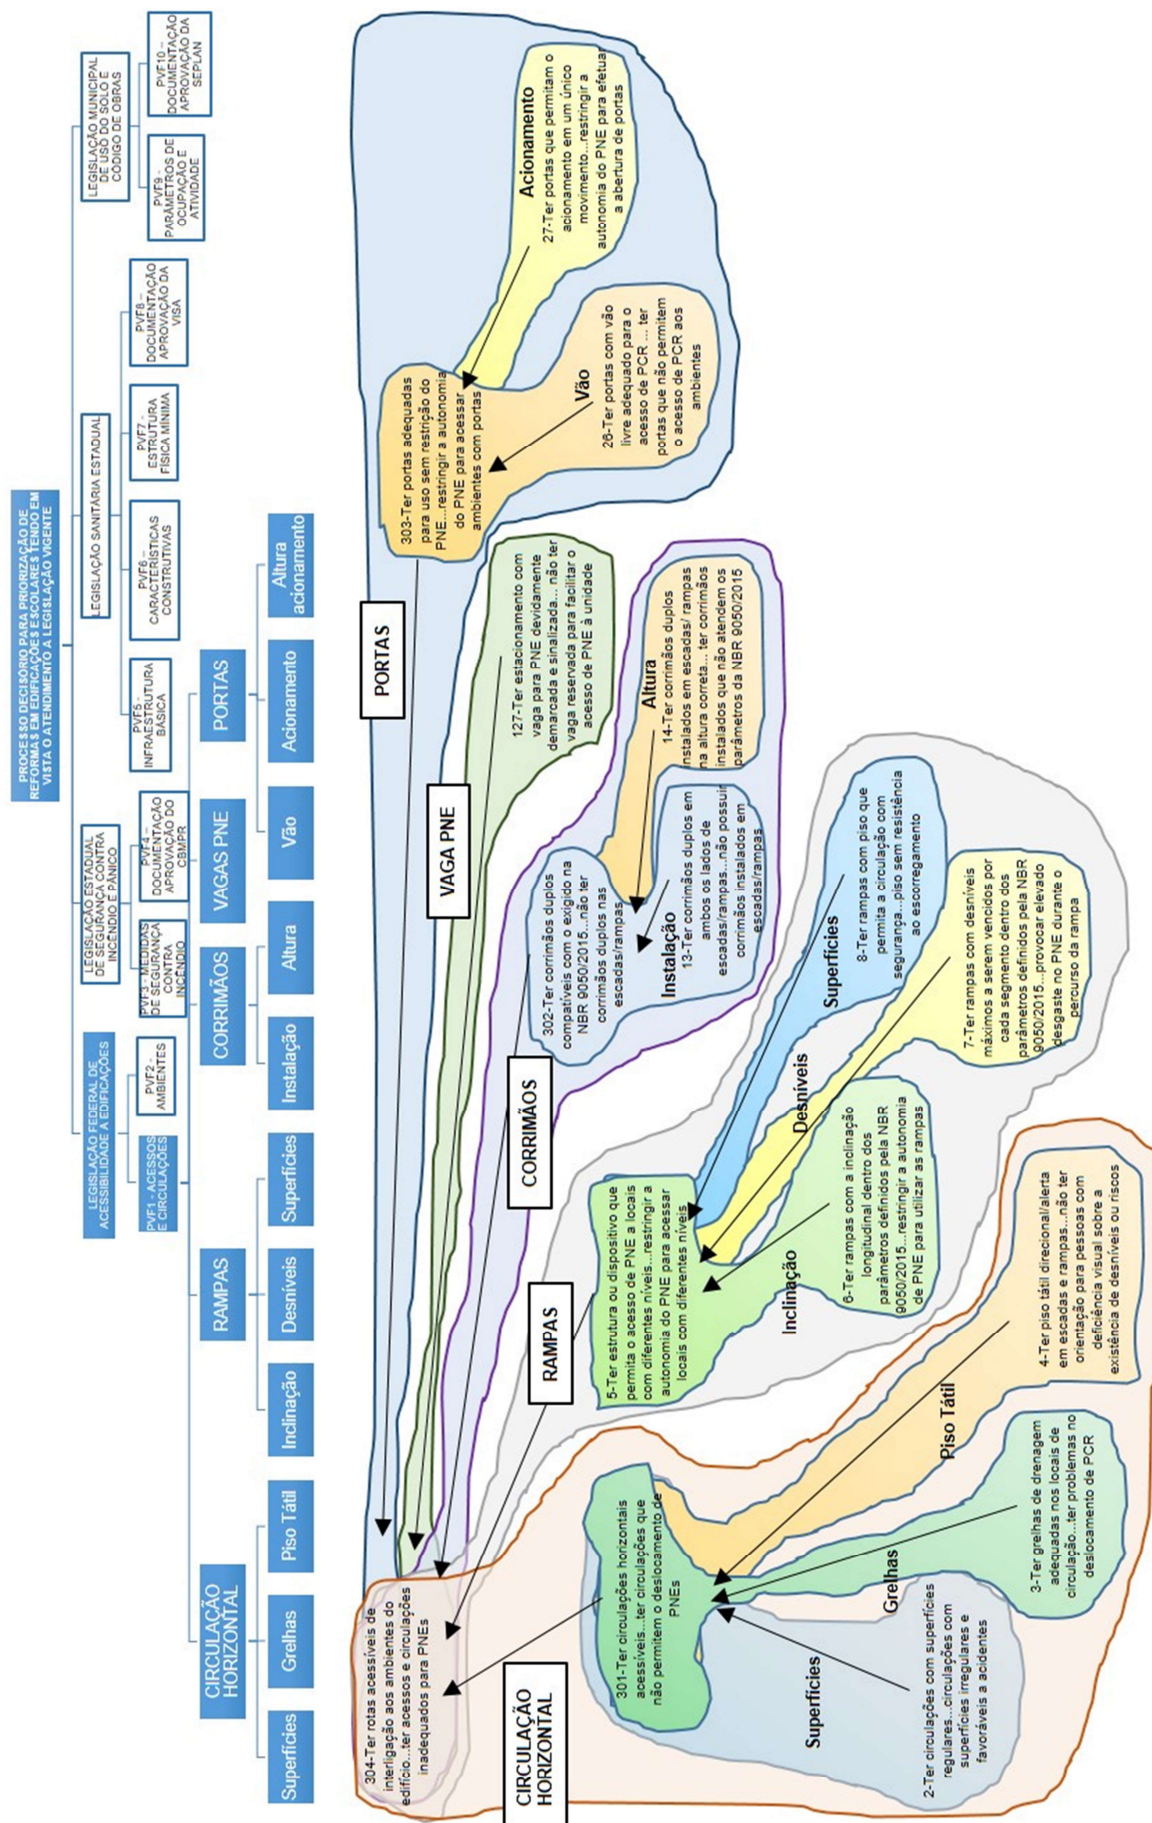 PROCESSO DECISÓRIO PARA PRIORIZAÇÃO DE
REFORMAS EM EDIFICAÇÕES ESCOLARES TENDO EM
VISTA O ATENDIMENTO A LEGISLAÇÃO VIGENTE
LEGISLAÇÃO FEDERAL DE
ACESSIBILIDADE A EDIFICAÇÕES
LEGISLAÇÃO ESTADUAL
DE SEGURANÇA CONTRA
INCÊNDIO E PÂNICO
LEGISLAÇÃO SANITÁRIA ESTADUAL
LEGISLAÇÃO MUNICIPAL
DE USO DO SOLO E
CÓDIGO DE OBRAS
PVF1 - ACESSOS
E CIRCULAÇÕES
PVF2 -
AMBIENTES
PVF3 - MEDIDAS
DE SEGURANÇA
CONTRA
INCÊNDIO
PVF4 –
DOCUMENTAÇÃO
APROVAÇÃO DO
CBMPR
PVF5 -
INFRAESTRUTURA
BÁSICA
PVF6 –
CARACTERÍSTICAS
CONSTRUTIVAS
PVF7 -
ESTRUTURA
FÍSICA MÍNIMA
PVF8 –
DOCUMENTAÇÃO
APROVAÇÃO DA
VISA
PVF9 -
PARÂMETROS DE
OCUPAÇÃO E
ATIVIDADE
PVF10 –
DOCUMENTAÇÃO
APROVAÇÃO DA
SEPLAN
CIRCULAÇÃO
HORIZONTAL
RAMPAS
CORRIMÃOS
VAGAS PNE
PORTAS
Superfícies
Grelhas
Piso Tátil
Inclinação
Desníveis
Superfícies
Instalação
Altura
Vão
Acionamento
Altura
acionamento
304-Ter rotas acessíveis de
interligação aos ambientes do
edifício...ter acessos e circulações
inadequados para PNEs
PORTAS
303-Ter portas adequadas
para uso sem restrição do
PNE...restringir a autonomia
do PNE para acessar
ambientes com portas
Acionamento
27-Ter portas que permitam o
acionamento em um único
movimento...restringir a
autonomia do PNE para efetuar
a abertura de portas
Vão
26-Ter portas com vão
livre adequado para o
acesso de PCR ... ter
portas que não permitem
o acesso de PCR aos
ambientes
VAGA PNE
127-Ter estacionamento com
vaga para PNE devidamente
demarcada e sinalizada... não ter
vaga reservada para facilitar o
acesso de PNE à unidade
CORRIMÃOS
302-Ter corrimãos duplos
compatíveis com o exigido na
NBR 9050/2015...não ter
corrimãos duplos nas
escadas/rampas
Altura
14-Ter corrimãos duplos
instalados em escadas/ rampas
na altura correta... ter corrimãos
instalados que não atendem os
parâmetros da NBR 9050/2015
Instalação
13-Ter corrimãos duplos em
ambos os lados de
escadas/rampas...não possuir
corrimãos instalados em
escadas/rampas
RAMPAS
5-Ter estrutura ou dispositivo que
permita o acesso de PNE a locais
com diferentes níveis...restringir a
autonomia do PNE para acessar
locais com diferentes níveis
Superfícies
8-Ter rampas com piso que
permita a circulação com
segurança...piso sem resistência
ao escorregamento
Desníveis
7-Ter rampas com desníveis
máximos a serem vencidos por
cada segmento dentro dos
parâmetros definidos pela NBR
9050/2015...provocar elevado
desgaste no PNE durante o
percurso da rampa
Inclinação
6-Ter rampas com a inclinação
longitudinal dentro dos
parâmetros definidos pela NBR
9050/2015...restringir a autonomia
de PNE para utilizar as rampas
CIRCULAÇÃO
HORIZONTAL
301-Ter circulações horizontais
acessíveis...ter circulações que
não permitem o deslocamento de
PNEs
Piso Tátil
4-Ter piso tátil direcional/alerta
em escadas e rampas...não ter
orientação para pessoas com
deficiência visual sobre a
existência de desníveis ou riscos
Grelhas
3-Ter grelhas de drenagem
adequadas nos locais de
circulação...ter problemas no
deslocamento de PCR
Superfícies
2-Ter circulações com superfícies
regulares...circulações com
superfícies irregulares e
favoráveis a acidentes